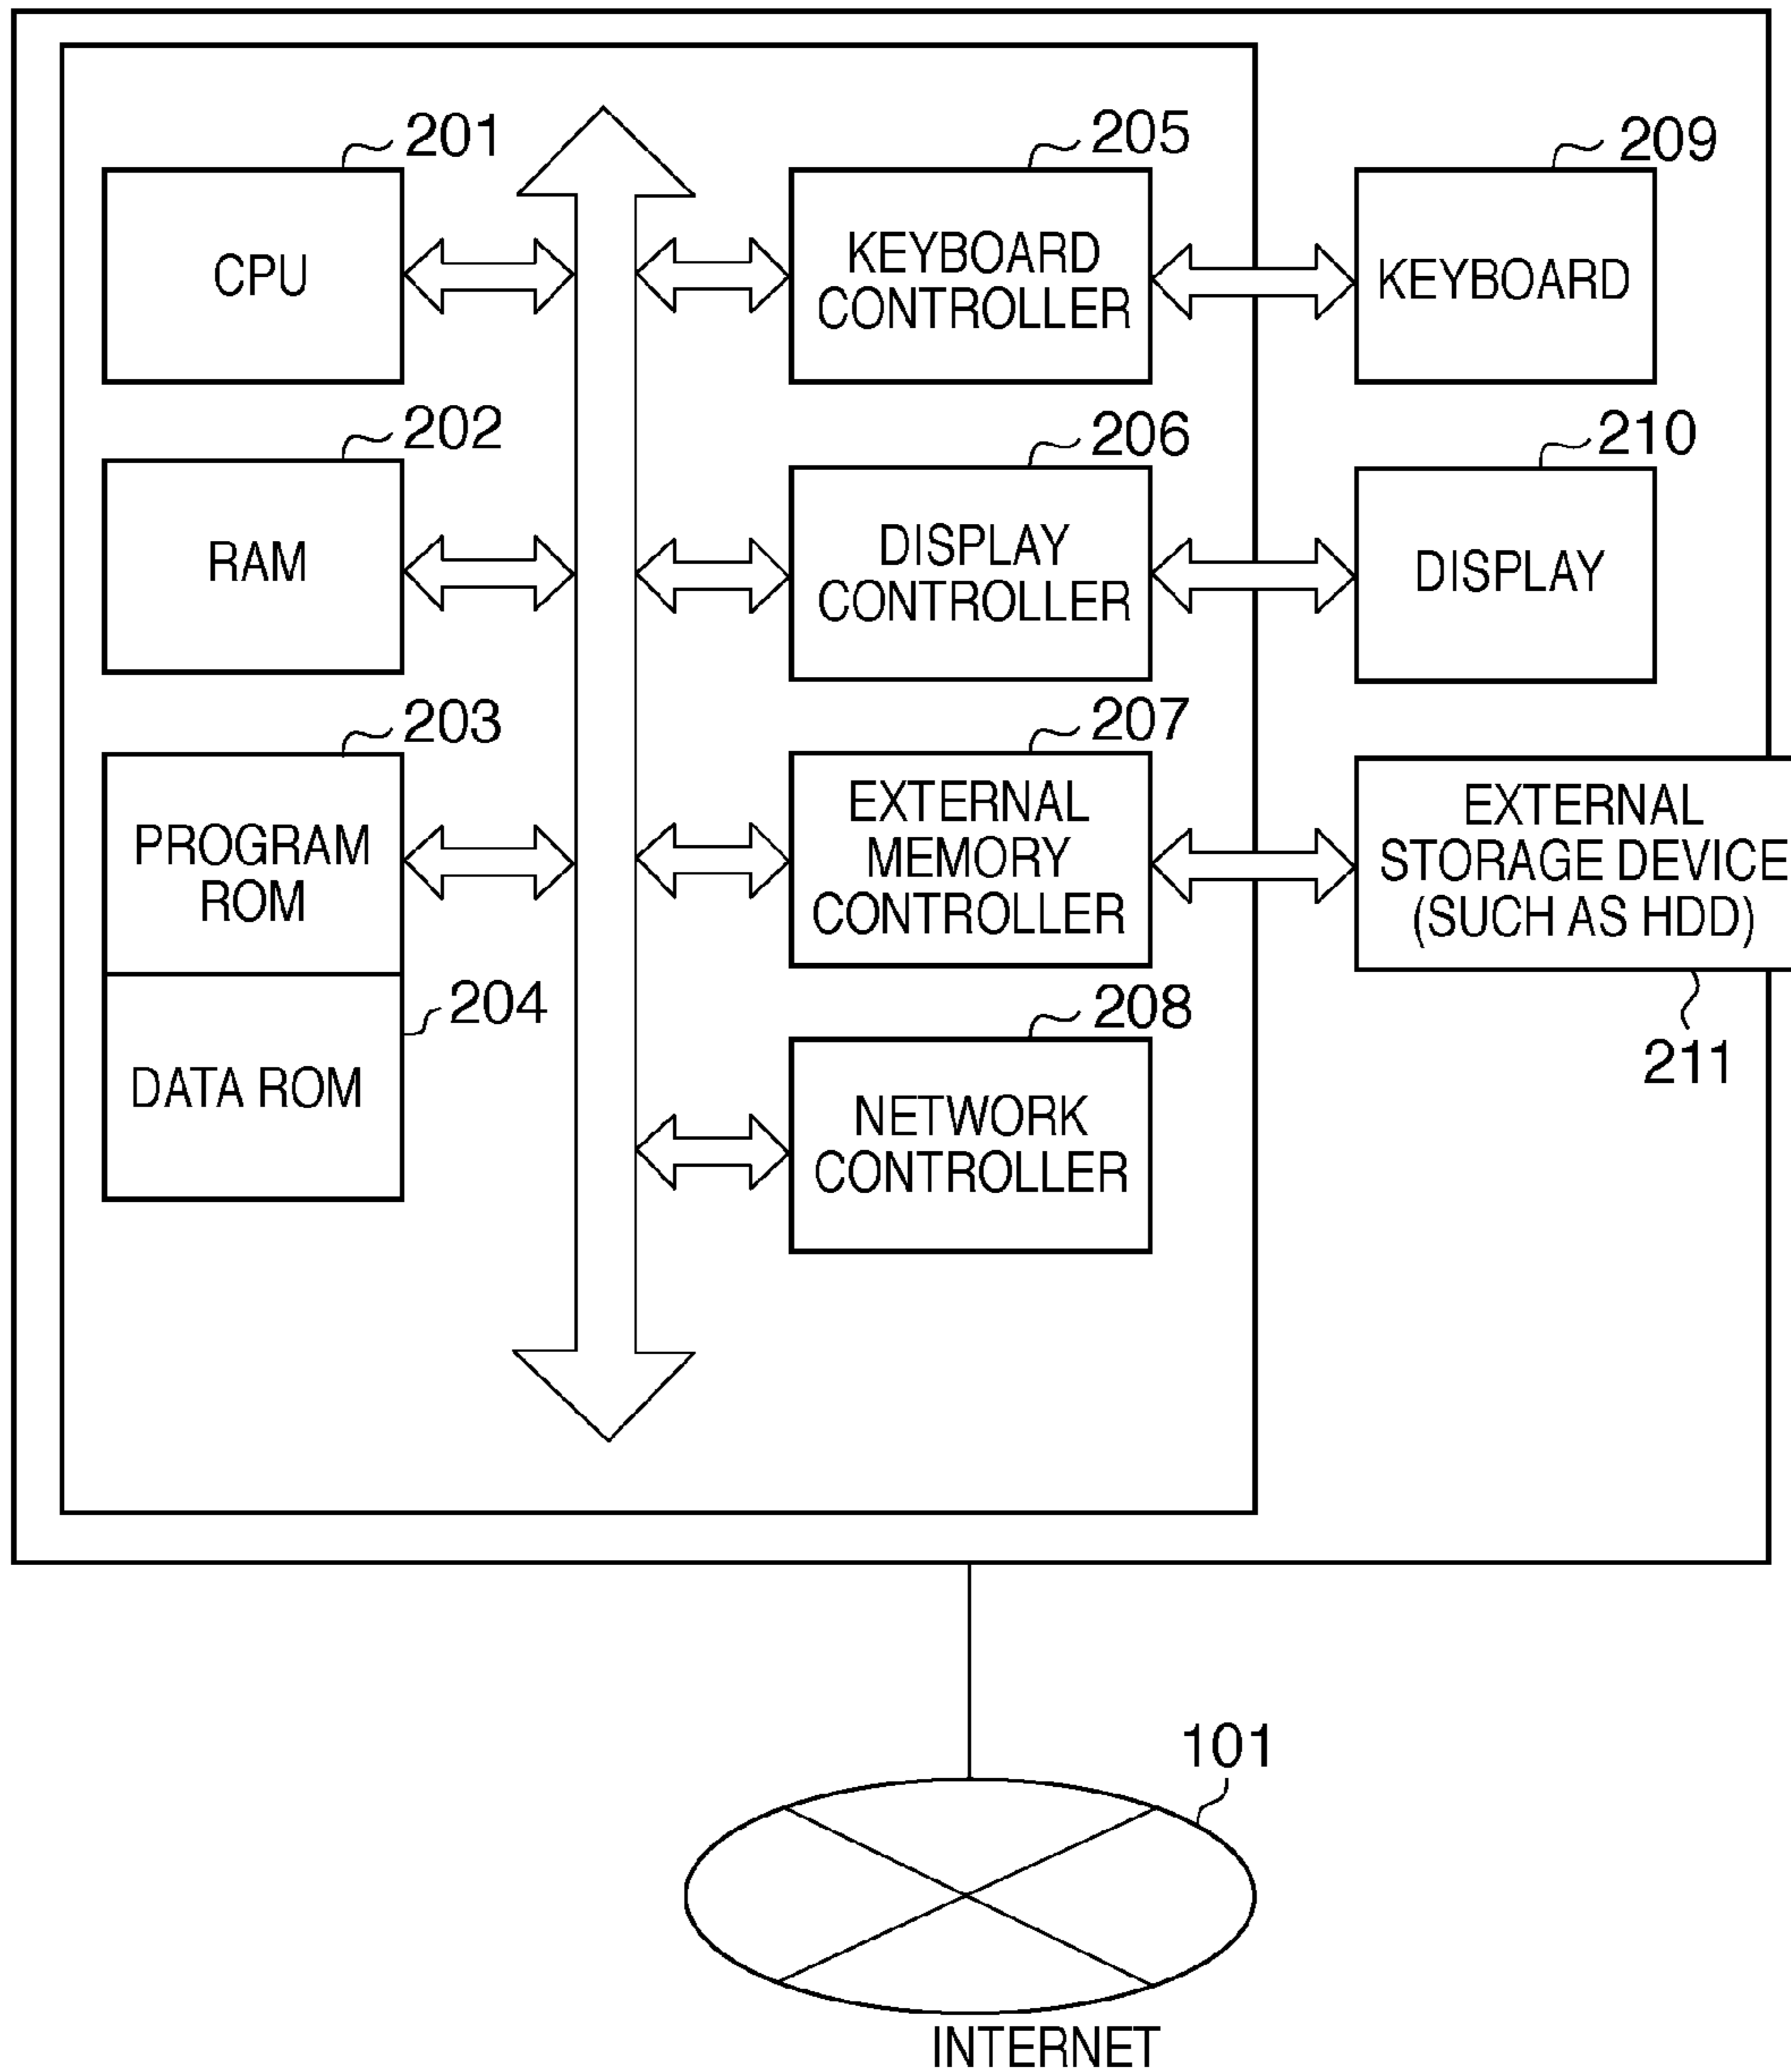 201
CPU
202
RAM
203
PROGRAM
ROM
204
DATA ROM
205
KEYBOARD
CONTROLLER
206
DISPLAY
CONTROLLER
207
EXTERNAL
MEMORY
CONTROLLER
208
NETWORK
CONTROLLER
209
KEYBOARD
210
DISPLAY
EXTERNAL
STORAGE DEVICE
(SUCH AS HDD)
211
101
INTERNET